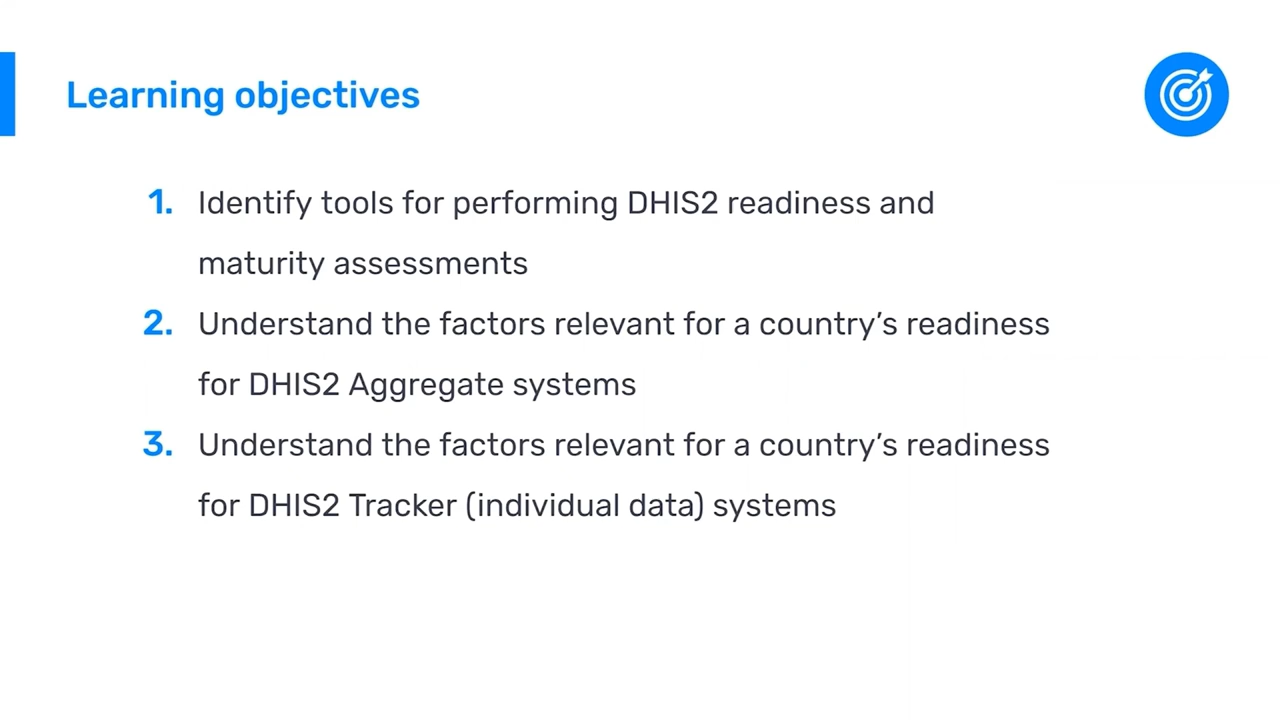 Learning objectives
1. Identify tools for performing DHIS2 readiness and
maturity assessments
2. Understand the factors relevant for a country’s readiness
for DHIS2 Aggregate systems
3. Understand the factors relevant for a country’s readiness
for DHIS2 Tracker (individual data) systems